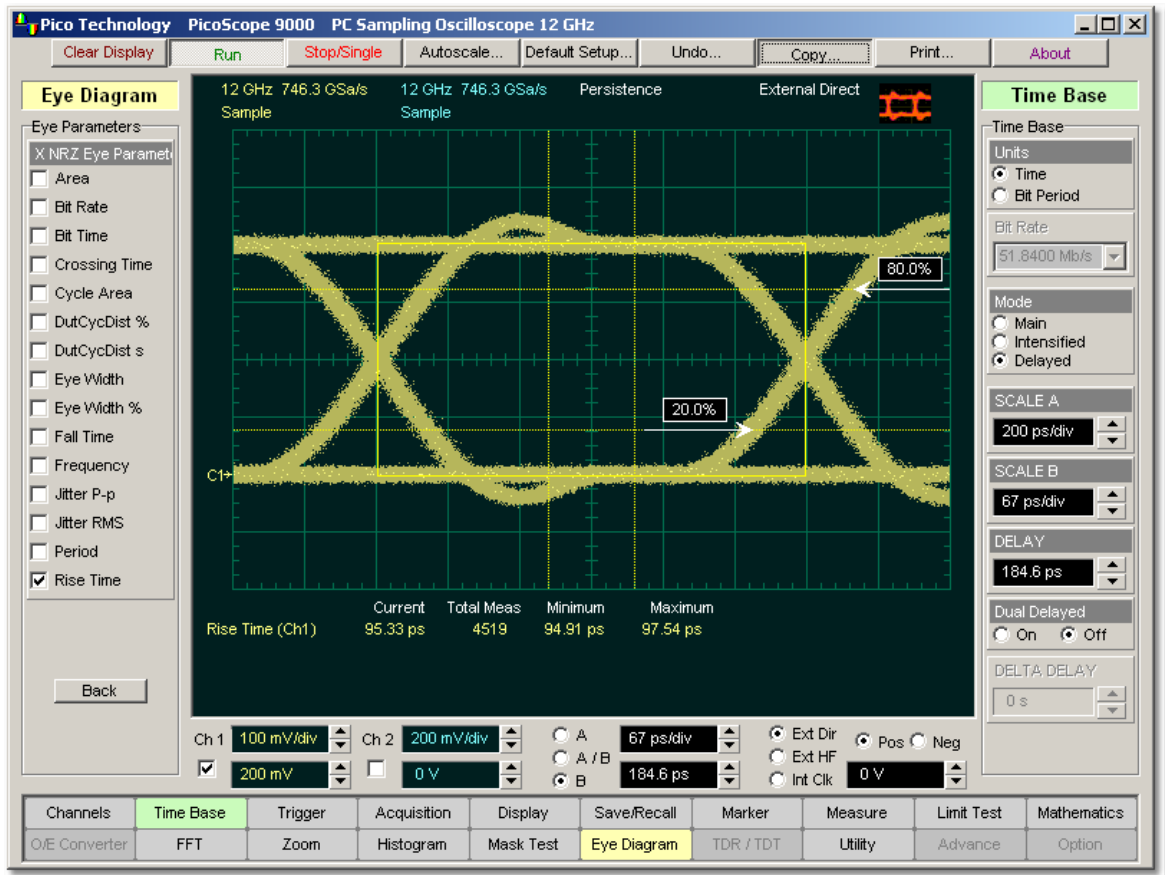 Pico Technology PicoScope 9000 PC Sampling Oscilloscope 12 GHz
Clear Display Run Stop/Single Autoscale... Default Setup... Undo... Copy... Print... About
Eye Diagram
Eye Parameters
X NRZ Eye Paramet
Area
Bit Rate
Bit Time
Crossing Time
Cycle Area
DutCycDist %
DutCycDist s
Eye Width
Eye Width %
Fall Time
Frequency
Jitter P-p
Jitter RMS
Period
Rise Time
Back
12 GHz 746.3 GSa/s 12 GHz 746.3 GSa/s Persistence External Direct
Sample Sample
80.0%
20.0%
C1
Current Total Meas Minimum Maximum
Rise Time (Ch1) 95.33 ps 4519 94.91 ps 97.54 ps
Time Base
Time Base
Units
Time
Bit Period
Bit Rate
51.8400 Mb/s
Mode
Main
Intensified
Delayed
SCALE A
200 ps/div
SCALE B
67 ps/div
DELAY
184.6 ps
Dual Delayed
On Off
DELTA DELAY
0 s
Ch 1 100 mV/div Ch 2 200 mV/div A 67 ps/div Ext Dir Pos Neg
A / B Ext HF
200 mV 0 V B 184.6 ps Int Clk 0 V
Channels Time Base Trigger Acquisition Display Save/Recall Marker Measure Limit Test Mathematics
O/E Converter FFT Zoom Histogram Mask Test Eye Diagram TDR / TDT Utility Advance Option